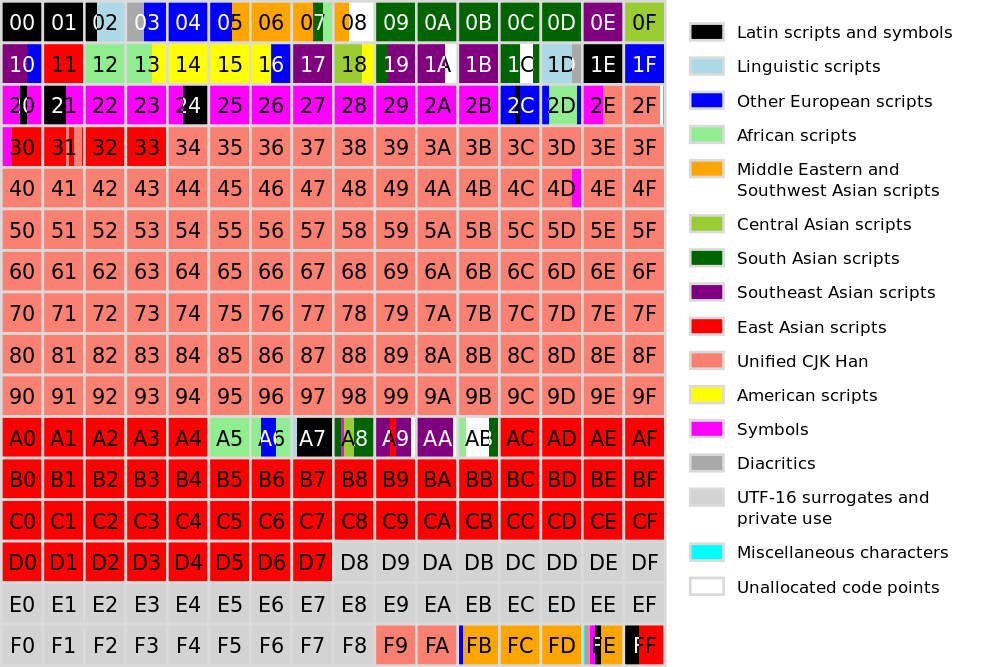 00 01 02 03 04 05 06 07 08 09 0A 0B 0C 0D 0E 0F
10 11 12 13 14 15 16 17 18 19 1A 1B 1C 1D 1E 1F
20 21 22 23 24 25 26 27 28 29 2A 2B 2C 2D 2E 2F
30 31 32 33 34 35 36 37 38 39 3A 3B 3C 3D 3E 3F
40 41 42 43 44 45 46 47 48 49 4A 4B 4C 4D 4E 4F
50 51 52 53 54 55 56 57 58 59 5A 5B 5C 5D 5E 5F
60 61 62 63 64 65 66 67 68 69 6A 6B 6C 6D 6E 6F
70 71 72 73 74 75 76 77 78 79 7A 7B 7C 7D 7E 7F
80 81 82 83 84 85 86 87 88 89 8A 8B 8C 8D 8E 8F
90 91 92 93 94 95 96 97 98 99 9A 9B 9C 9D 9E 9F
A0 A1 A2 A3 A4 A5 A6 A7 A8 A9 AA AB AC AD AE AF
B0 B1 B2 B3 B4 B5 B6 B7 B8 B9 BA BB BC BD BE BF
C0 C1 C2 C3 C4 C5 C6 C7 C8 C9 CA CB CC CD CE CF
D0 D1 D2 D3 D4 D5 D6 D7 D8 D9 DA DB DC DD DE DF
E0 E1 E2 E3 E4 E5 E6 E7 E8 E9 EA EB EC ED EE EF
F0 F1 F2 F3 F4 F5 F6 F7 F8 F9 FA FB FC FD FE FF
Latin scripts and symbols
Linguistic scripts
Other European scripts
African scripts
Middle Eastern and
Southwest Asian scripts
Central Asian scripts
South Asian scripts
Southeast Asian scripts
East Asian scripts
Unified CJK Han
American scripts
Symbols
Diacritics
UTF-16 surrogates and
private use
Miscellaneous characters
Unallocated code points